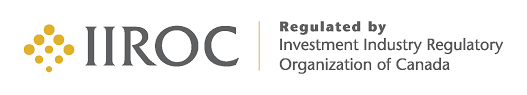 IIROC
Regulated by
Investment Industry Regulatory
Organization of Canada